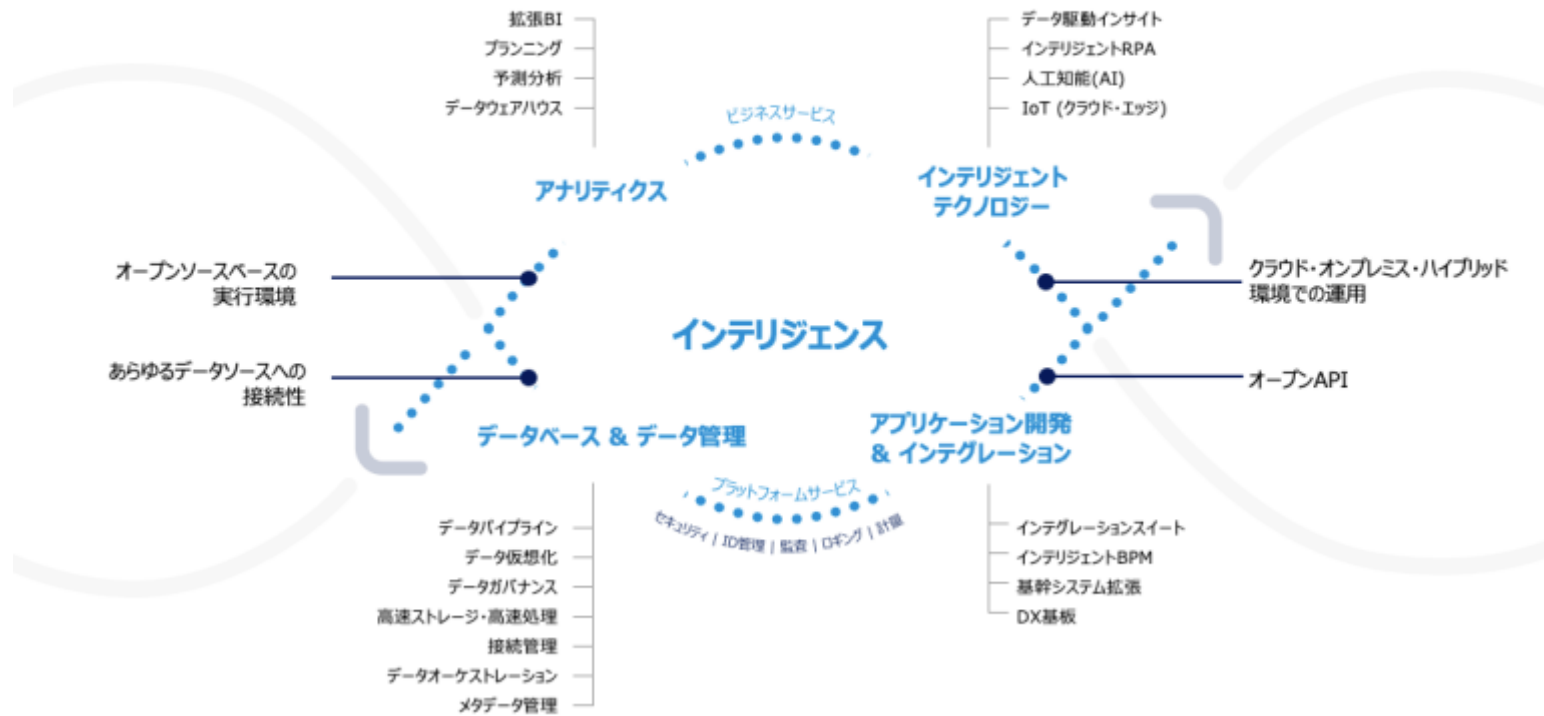 拡張BI
プランニング
予測分析
データウェアハウス
データ駆動インサイト
インテリジェントRPA
人工知能(AI)
IoT (クラウド・エッジ)
ビジネスサービス
アナリティクス
インテリジェント
テクノロジー
オープンソースベースの
実行環境
クラウド・オンプレミス・ハイブリッド
環境での運用
インテリジェンス
あらゆるデータソースへの
接続性
オープンAPI
データベース & データ管理
アプリケーション開発
& インテグレーション
プラットフォームサービス
セキュリティ | ID管理 | 監査 | ロギング | 計量
データパイプライン
データ仮想化
データガバナンス
高速ストレージ・高速処理
接続管理
データオーケストレーション
メタデータ管理
インテグレーションスイート
インテリジェントBPM
基幹システム拡張
DX基板